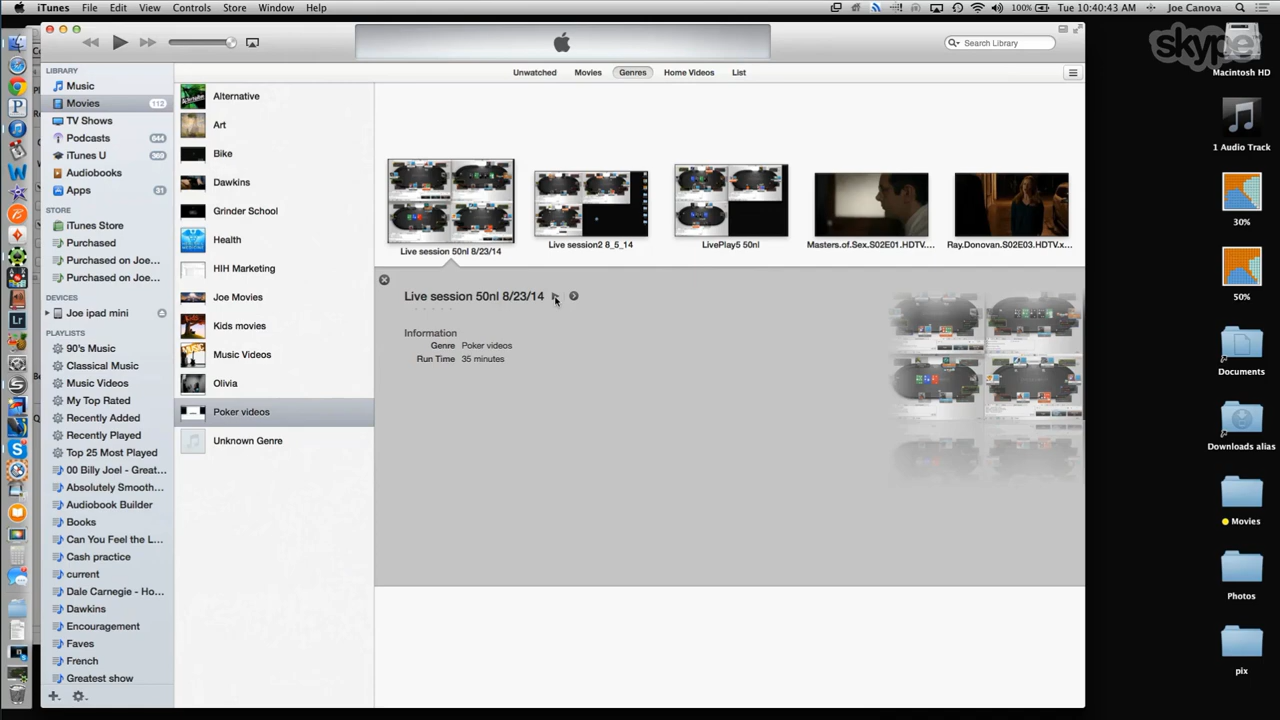 iTunes File Edit View Controls Store Window Help 100% Tue 10:40:43 AM Joe Canova
Search Library
skype
Macintosh HD
Unwatched Movies Genres Home Videos List
LIBRARY
Music
Movies 112
TV Shows
Podcasts 644
iTunes U 369
Audiobooks
Apps 31
STORE
iTunes Store
Purchased
Purchased on Joe...
Purchased on Joe...
DEVICES
Joe ipad mini
PLAYLISTS
90's Music
Classical Music
Music Videos
My Top Rated
Recently Added
Recently Played
Top 25 Most Played
00 Billy Joel - Great...
Absolutely Smooth...
Audiobook Builder
Books
Can You Feel the L...
Cash practice
current
Dale Carnegie - Ho...
Dawkins
Encouragement
Faves
French
Greatest show
Alternative
Art
Bike
Dawkins
Grinder School
Health
HIH Marketing
Joe Movies
Kids movies
Music Videos
Olivia
Poker videos
Unknown Genre
Live session 50nl 8/23/14
Live session2 8_5_14
LivePlay5 50nl
Masters.of.Sex.S02E01.HDTV....
Ray.Donovan.S02E03.HDTV.x...
Live session 50nl 8/23/14
Information
Genre Poker videos
Run Time 35 minutes
1 Audio Track
30%
50%
Documents
Downloads alias
Movies
Photos
pix